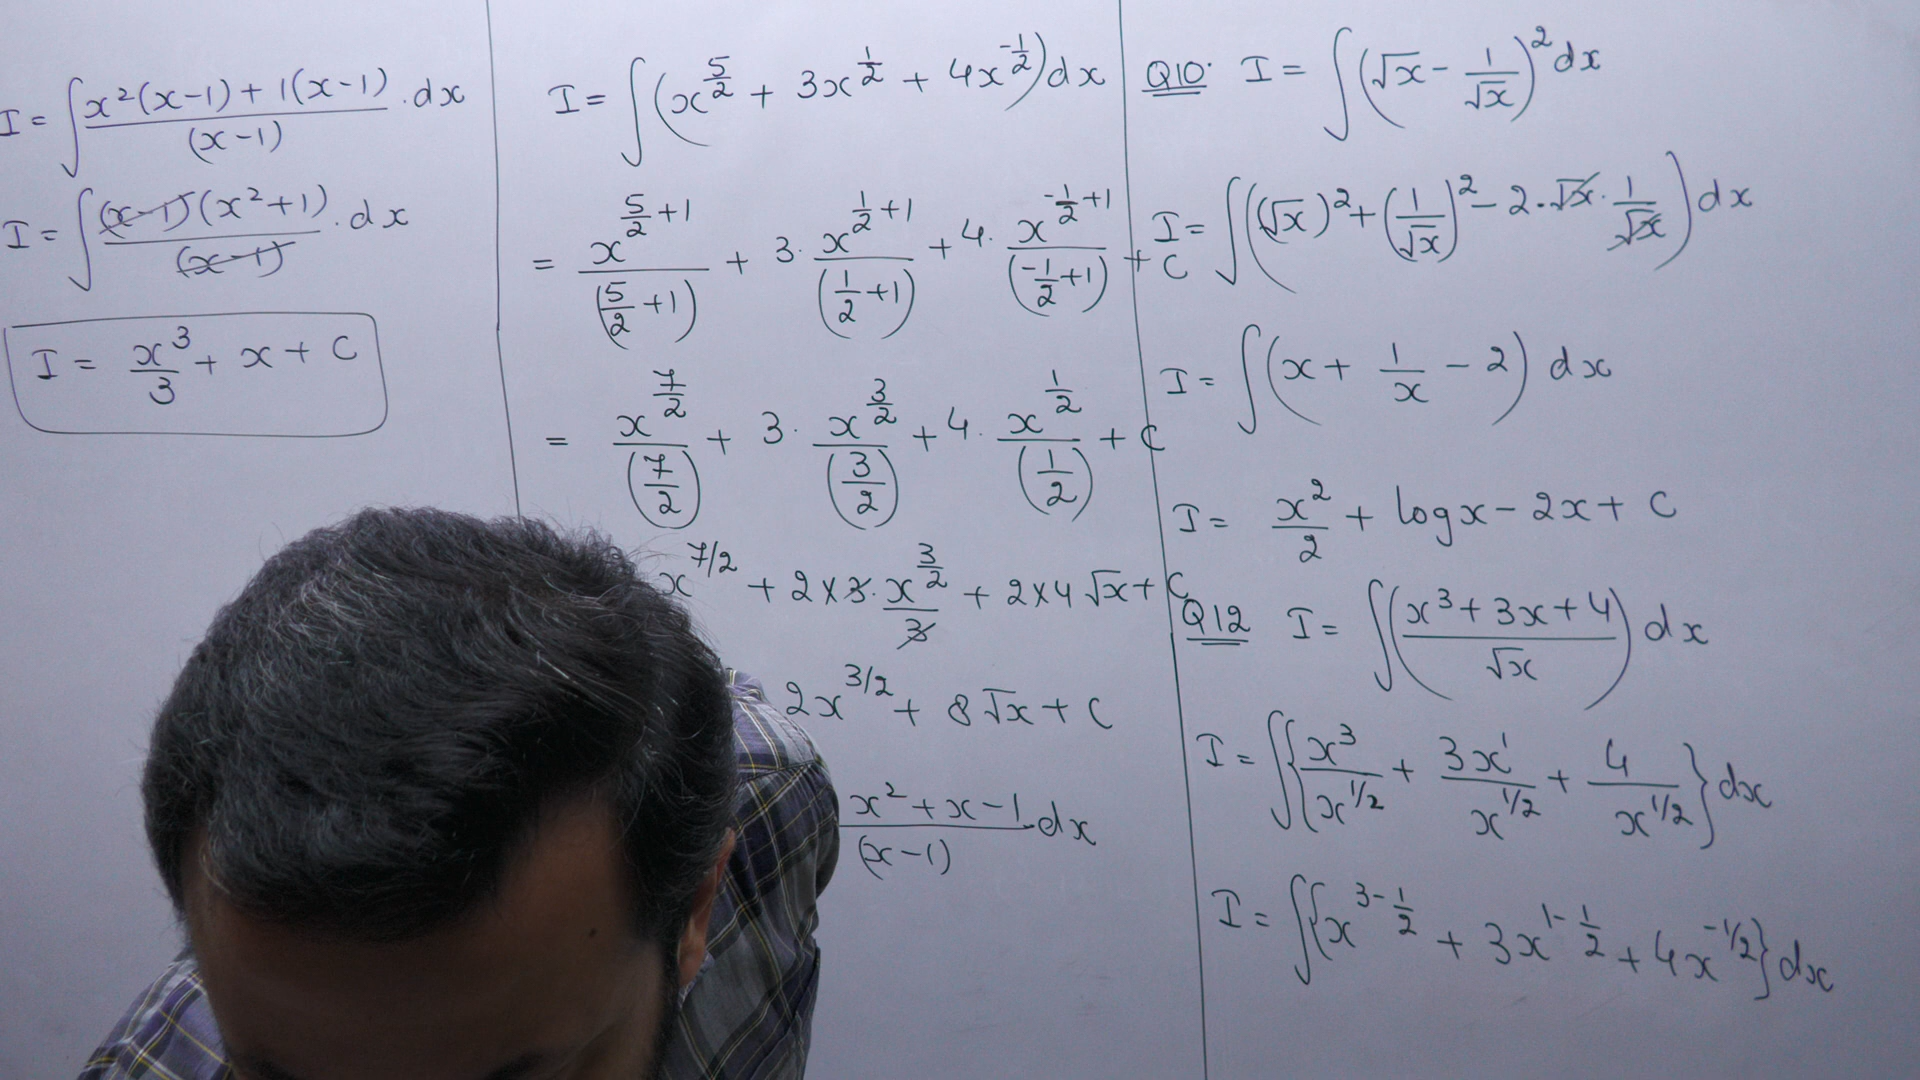 I = ∫ x²(x-1) + 1(x-1) / (x-1) . dx
I = ∫ (x-1)(x²+1) / (x-1) . dx
I = x³/3 + x + C
I = ∫ (x^(5/2) + 3x^(1/2) + 4x^(-1/2)) dx
= x^(5/2+1) / (5/2+1) + 3. x^(1/2+1) / (1/2+1) + 4. x^(-1/2+1) / (-1/2+1) + C
= x^(7/2) / (7/2) + 3. x^(3/2) / (3/2) + 4. x^(1/2) / (1/2) + C
x^(7/2) + 2×3. x^(3/2) / 3 + 2×4 √x + C
2x^(3/2) + 8√x + C
x² + x - 1 / (x-1) . dx
Q10. I = ∫ (√x - 1/√x)² dx
I = ∫ ((√x)² + (1/√x)² - 2.√x. 1/√x) dx
I = ∫ (x + 1/x - 2) dx
I = x²/2 + log x - 2x + C
Q12 I = ∫ (x³ + 3x + 4 / √x) dx
I = ∫ {x³/x^(1/2) + 3x¹/x^(1/2) + 4/x^(1/2)} dx
I = ∫ {x^(3-1/2) + 3x^(1-1/2) + 4x^(-1/2)} dx